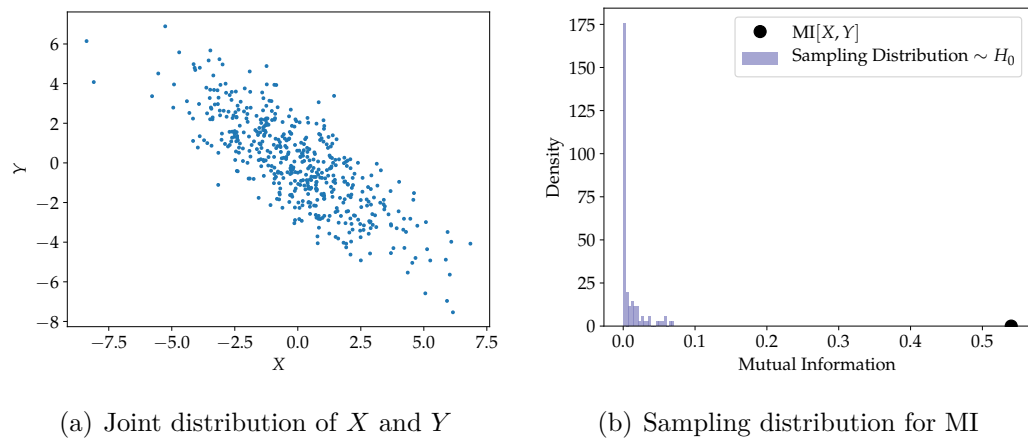 6
4
2
0
−2
−4
−6
−8
Y
−7.5 −5.0 −2.5 0.0 2.5 5.0 7.5
X
(a) Joint distribution of X and Y
175
150
125
100
75
50
25
0
Density
MI[X, Y]
Sampling Distribution ∼ H₀
0.0 0.1 0.2 0.3 0.4 0.5
Mutual Information
(b) Sampling distribution for MI